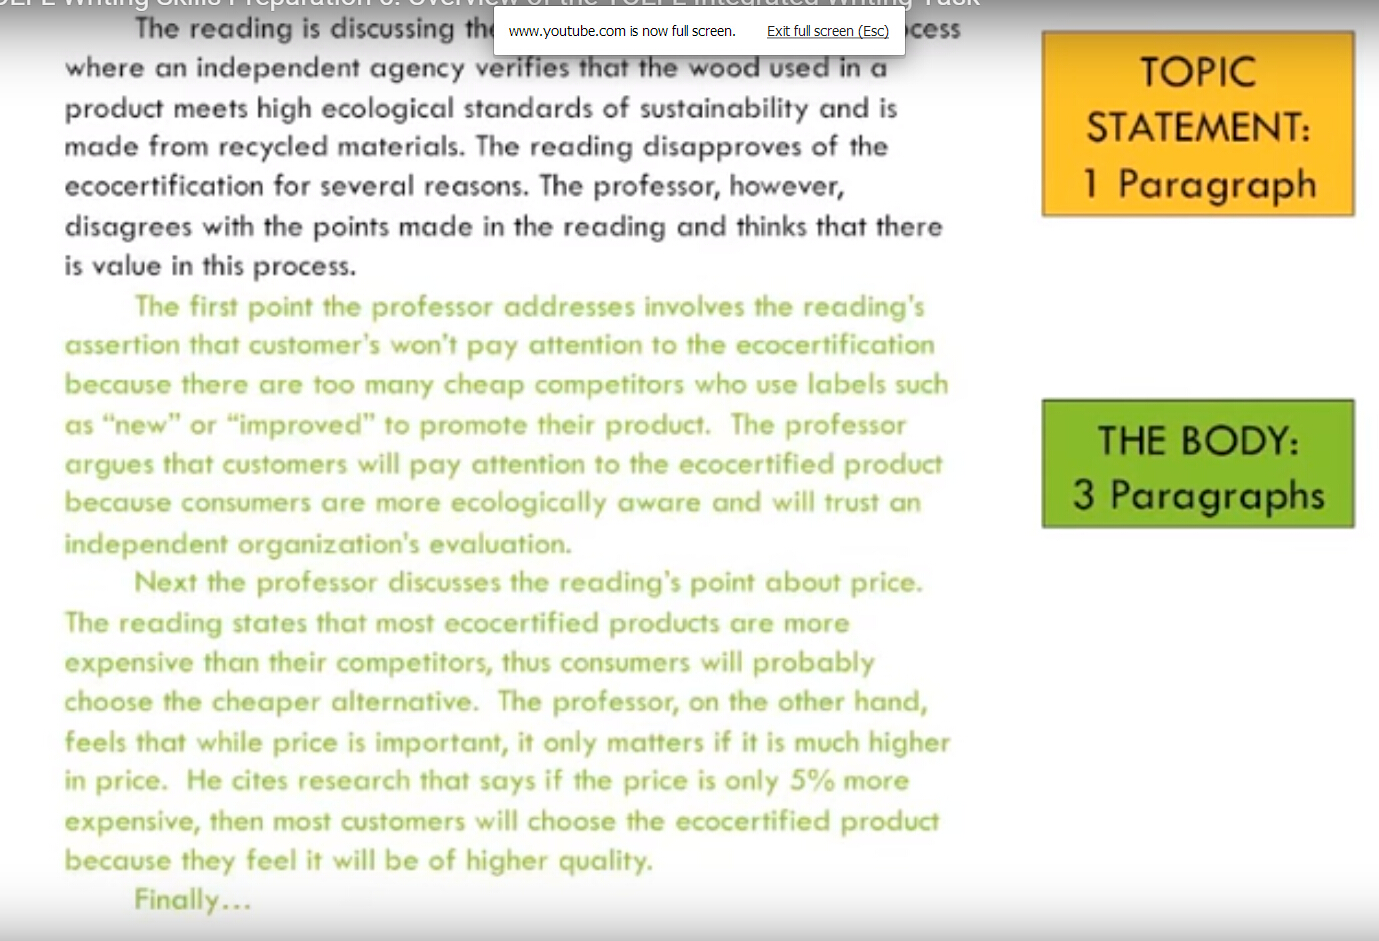 TOEFL Writing Skills Preparation 3: Overview of the TOEFL Integrated Writing Task
www.youtube.com is now full screen. Exit full screen (Esc)
The reading is discussing the cess
where an independent agency verifies that the wood used in a
product meets high ecological standards of sustainability and is
made from recycled materials. The reading disapproves of the
ecocertification for several reasons. The professor, however,
disagrees with the points made in the reading and thinks that there
is value in this process.
The first point the professor addresses involves the reading's
assertion that customer's won't pay attention to the ecocertification
because there are too many cheap competitors who use labels such
as "new" or "improved" to promote their product. The professor
argues that customers will pay attention to the ecocertified product
because consumers are more ecologically aware and will trust an
independent organization's evaluation.
Next the professor discusses the reading's point about price.
The reading states that most ecocertified products are more
expensive than their competitors, thus consumers will probably
choose the cheaper alternative. The professor, on the other hand,
feels that while price is important, it only matters if it is much higher
in price. He cites research that says if the price is only 5% more
expensive, then most customers will choose the ecocertified product
because they feel it will be of higher quality.
Finally...
TOPIC
STATEMENT:
1 Paragraph
THE BODY:
3 Paragraphs